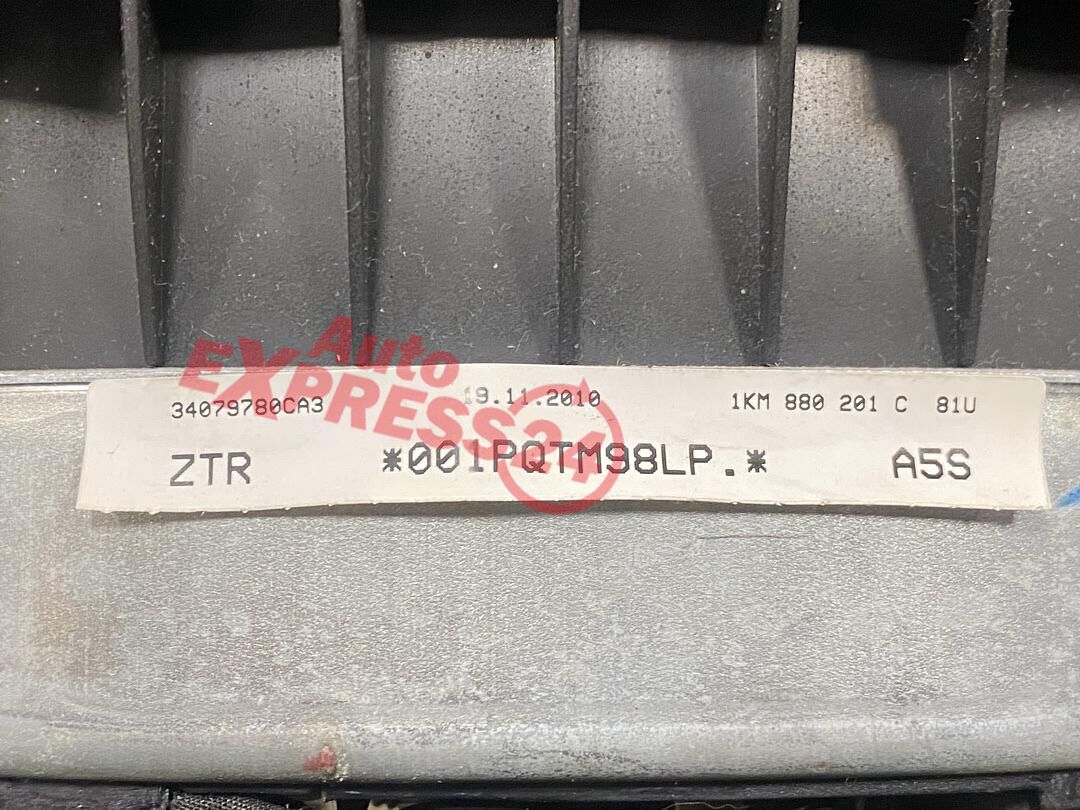 Auto
EXPRESS24
34079780CA3 19.11.2010 1KM 880 201 C 81U
ZTR *001PQTM98LP.* A5S